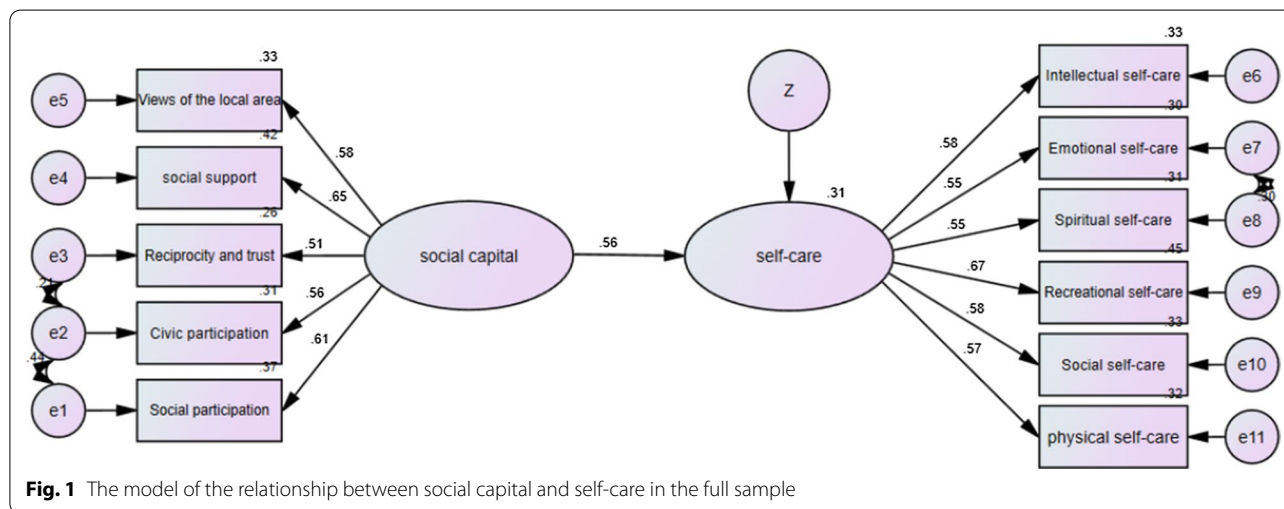 .33
e5
Views of the local area
.42
e4
social support
.26
e3
Reciprocity and trust
.31
e2
Civic participation
.37
e1
Social participation
.21
.44
.58
.65
.51
.56
.61
social capital
.56
Z
.31
self-care
.58
.55
.55
.67
.58
.57
.33
Intellectual self-care
e6
.30
Emotional self-care
e7
.31
.30
Spiritual self-care
e8
.45
Recreational self-care
e9
.33
Social self-care
e10
.32
physical self-care
e11
Fig. 1 The model of the relationship between social capital and self-care in the full sample